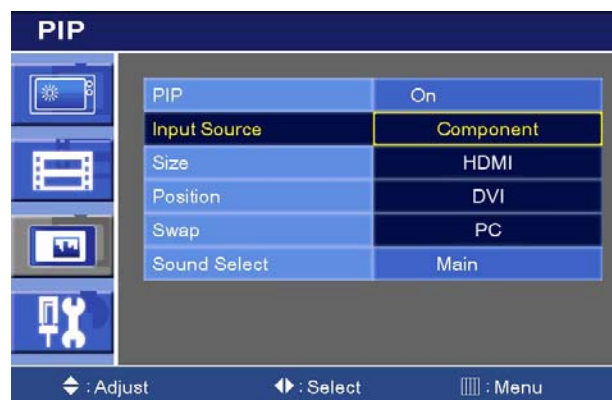 PIP
PIP On
Input Source Component
Size HDMI
Position DVI
Swap PC
Sound Select Main
: Adjust : Select : Menu